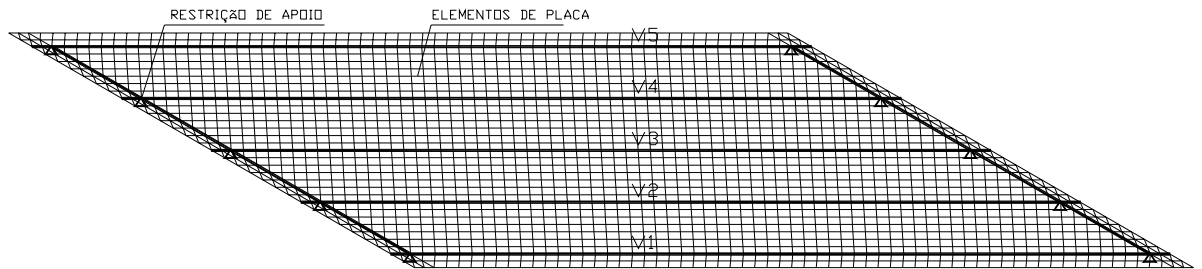 RESTRIÇÃO DE APOIO
ELEMENTOS DE PLACA
V5
V4
V3
V2
V1